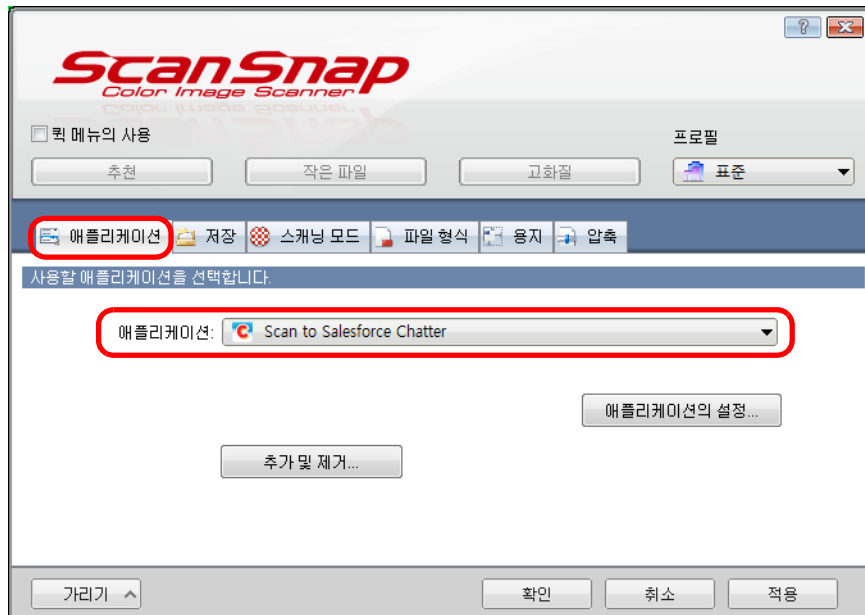 ScanSnap
Color Image Scanner
퀵 메뉴의 사용
프로필
추천 작은 파일 고화질 표준
애플리케이션 저장 스캐닝 모드 파일 형식 용지 압축
사용할 애플리케이션을 선택합니다.
애플리케이션: Scan to Salesforce Chatter
애플리케이션의 설정...
추가 및 제거...
가리기 확인 취소 적용